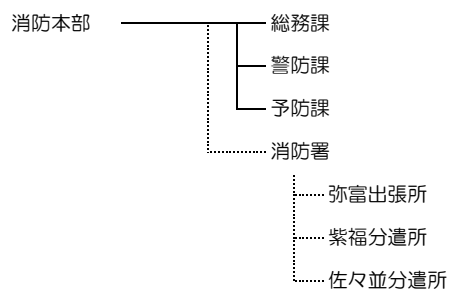 消防本部 総務課
警防課
予防課
消防署
弥富出張所
紫福分遣所
佐々並分遣所